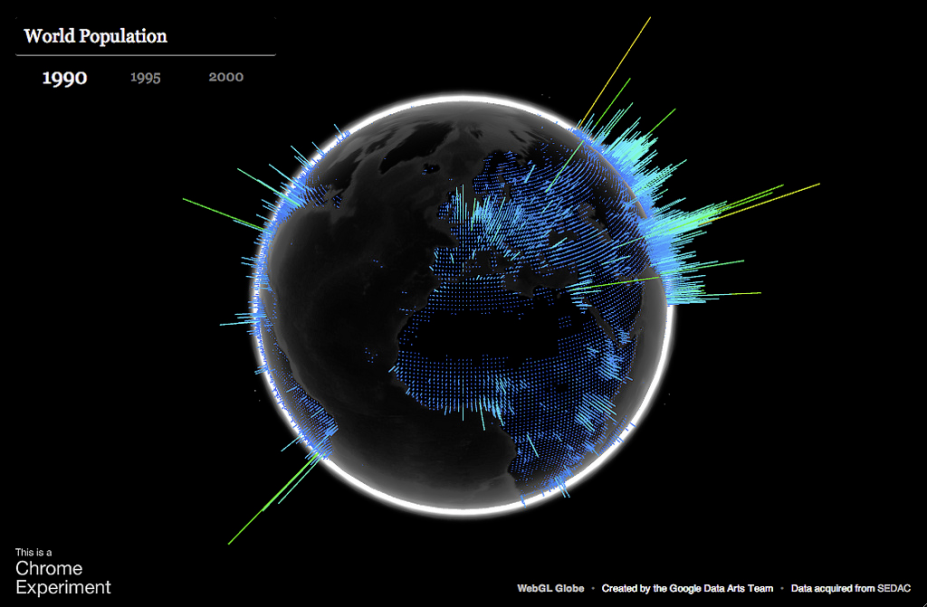 World Population
1990 1995 2000
This is a
Chrome
Experiment
WebGL Globe • Created by the Google Data Arts Team • Data acquired from SEDAC